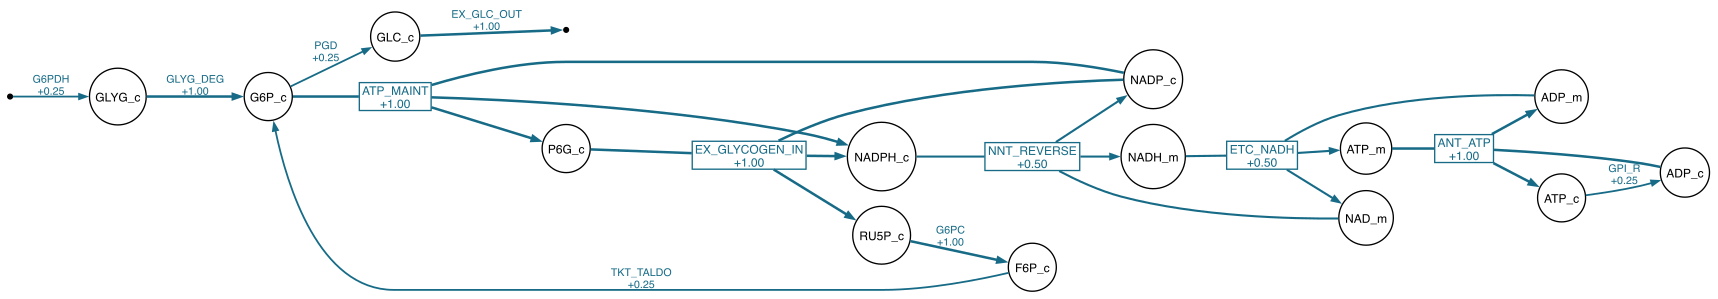 EX_GLC_OUT
+1.00
GLC_c
PGD
+0.25
G6PDH
+0.25
GLYG_c
GLYG_DEG
+1.00
G6P_c
ATP_MAINT
+1.00
NADP_c
P6G_c
EX_GLYCOGEN_IN
+1.00
NADPH_c
NNT_REVERSE
+0.50
NADH_m
ETC_NADH
+0.50
ATP_m
ANT_ATP
+1.00
ADP_m
ADP_c
GPI_R
+0.25
ATP_c
NAD_m
RU5P_c
G6PC
+1.00
F6P_c
TKT_TALDO
+0.25